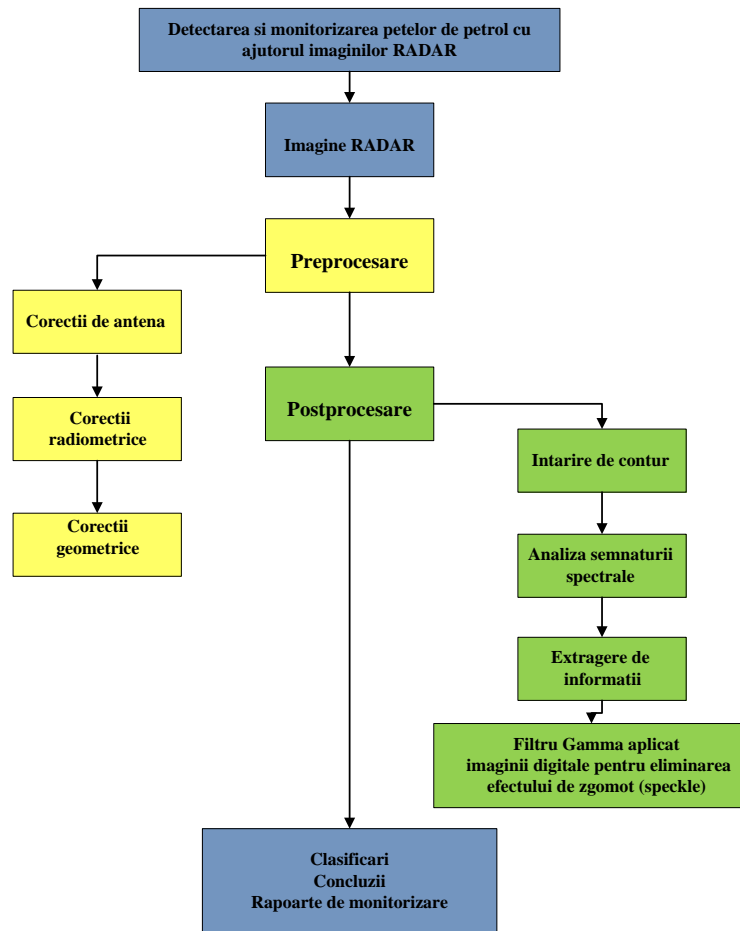 Detectarea si monitorizarea petelor de petrol cu
ajutorul imaginilor RADAR
Imagine RADAR
Preprocesare
Corectii de antena
Corectii
radiometrice
Corectii
geometrice
Postprocesare
Intarire de contur
Analiza semnaturii
spectrale
Extragere de
informatii
Filtru Gamma aplicat
imaginii digitale pentru eliminarea
efectului de zgomot (speckle)
Clasificari
Concluzii
Rapoarte de monitorizare